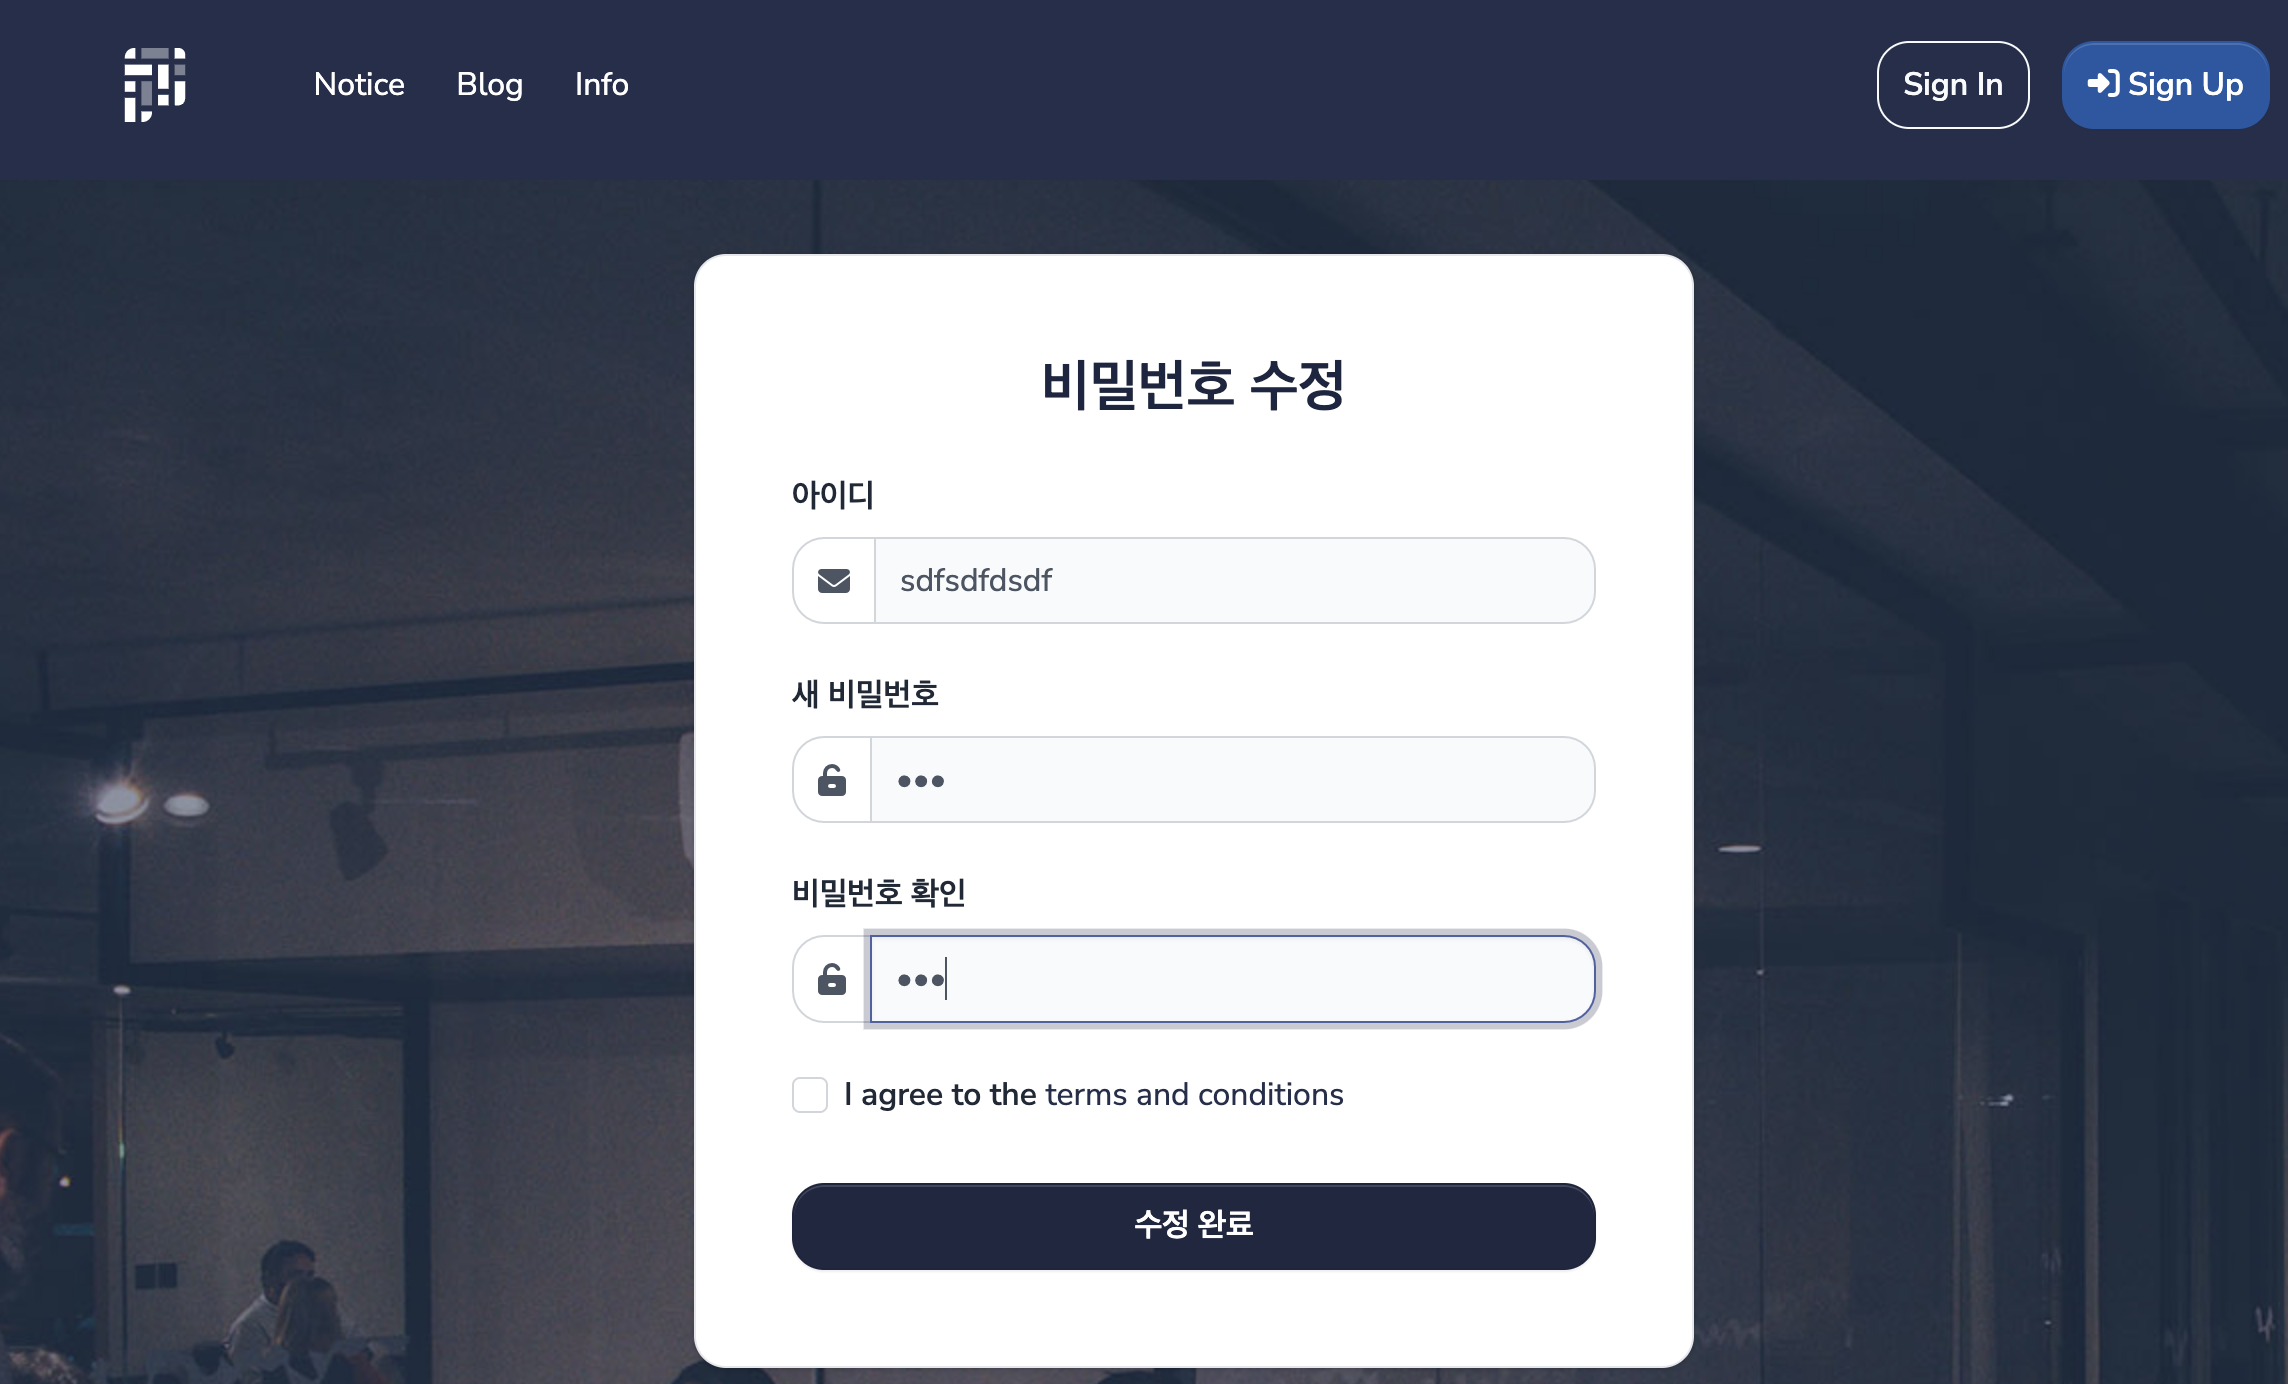 Notice Blog Info Sign In Sign Up
비밀번호 수정
아이디
sdfsdfdsdf
새 비밀번호
•••
비밀번호 확인
•••
I agree to the terms and conditions
수정 완료